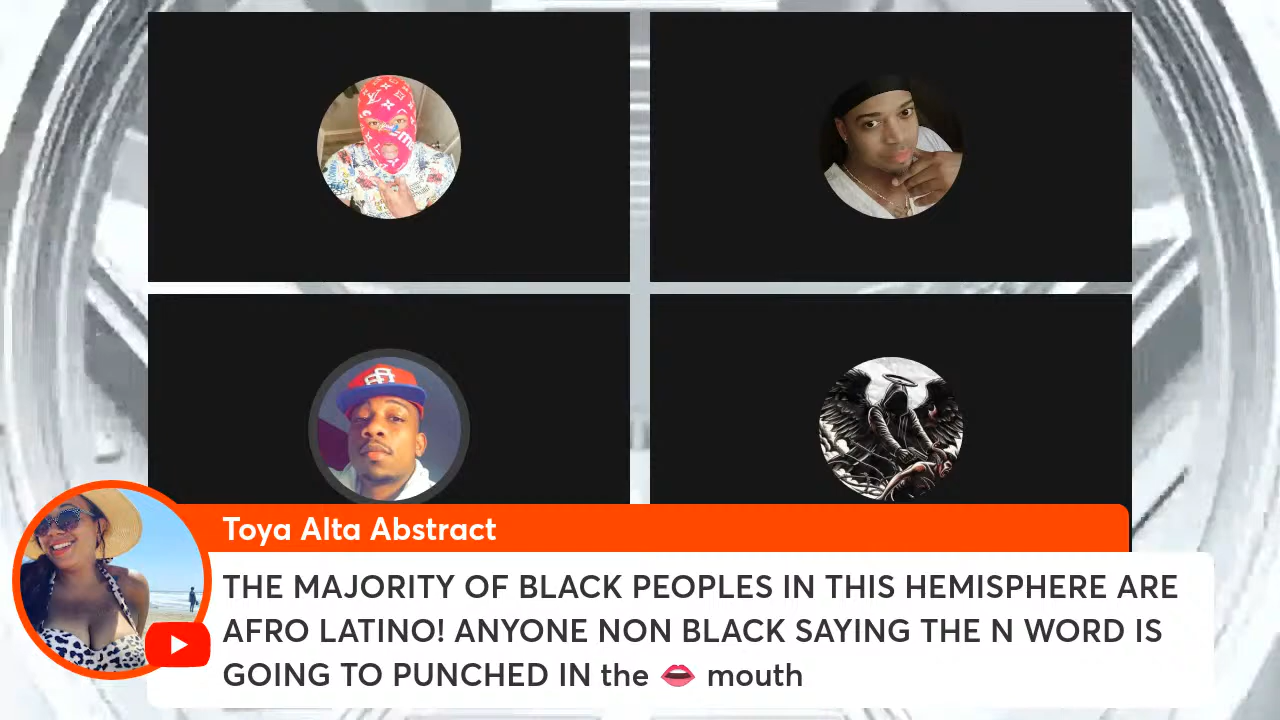 Toya Alta Abstract
THE MAJORITY OF BLACK PEOPLES IN THIS HEMISPHERE ARE
AFRO LATINO! ANYONE NON BLACK SAYING THE N WORD IS
GOING TO PUNCHED IN the 👄 mouth